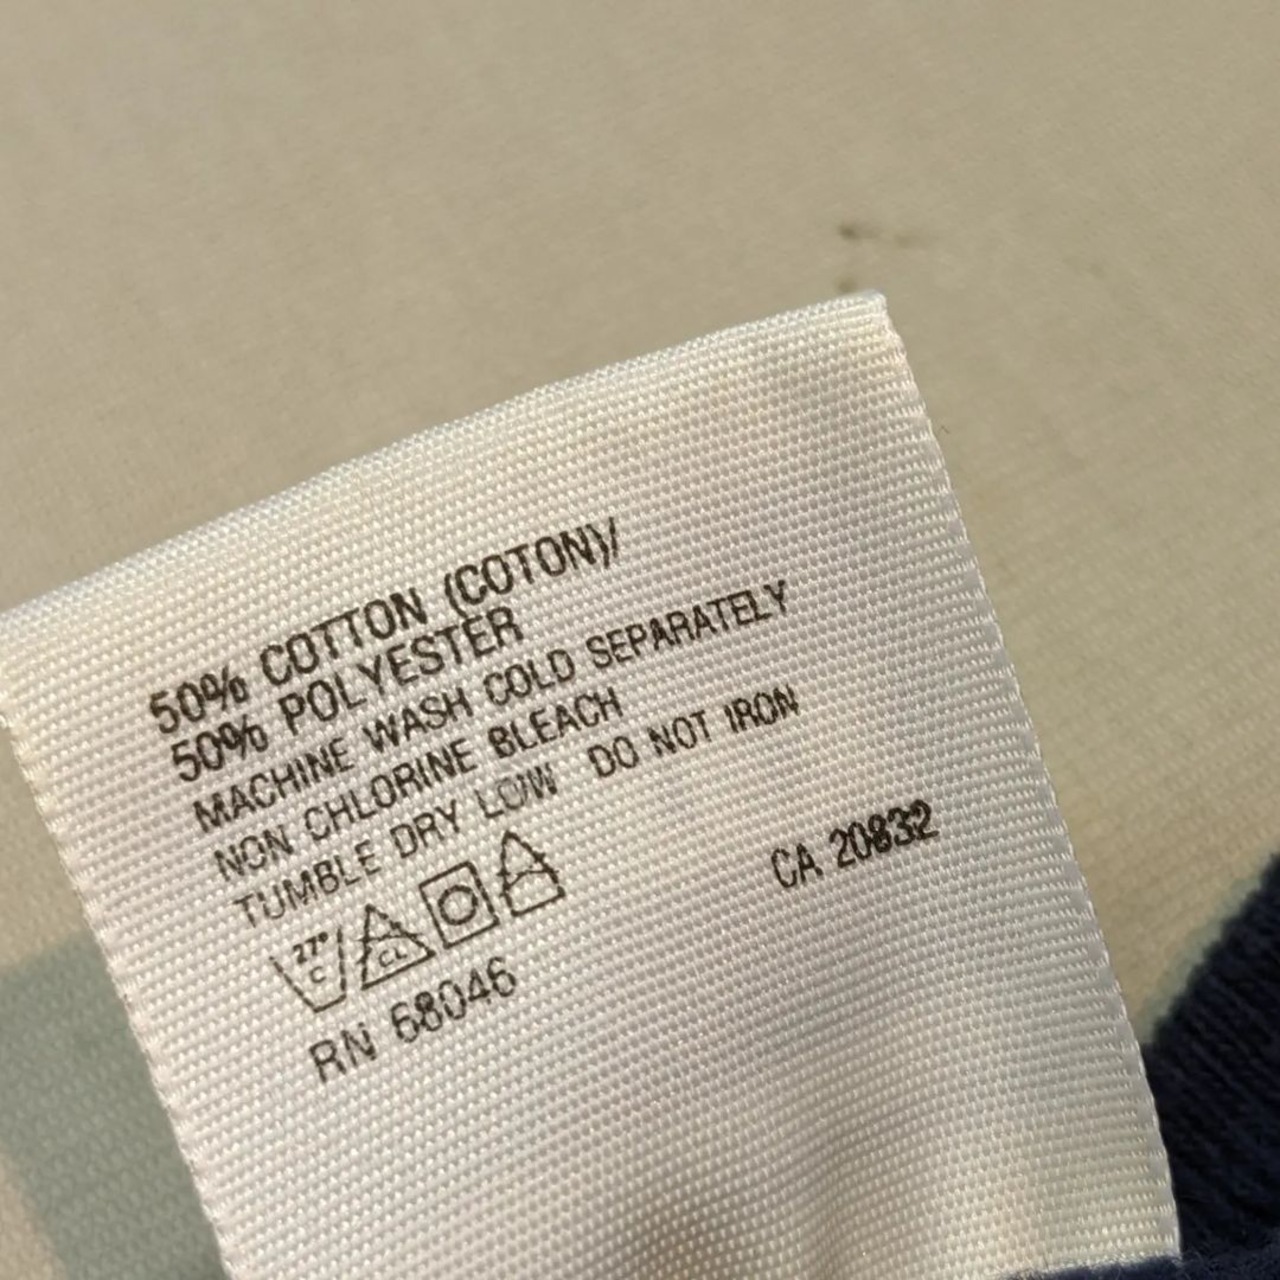 50% COTTON (COTON)/
50% POLYESTER
MACHINE WASH COLD SEPARATELY
NON CHLORINE BLEACH
TUMBLE DRY LOW DO NOT IRON
27°
C
CL
CA 20832
RN 68046